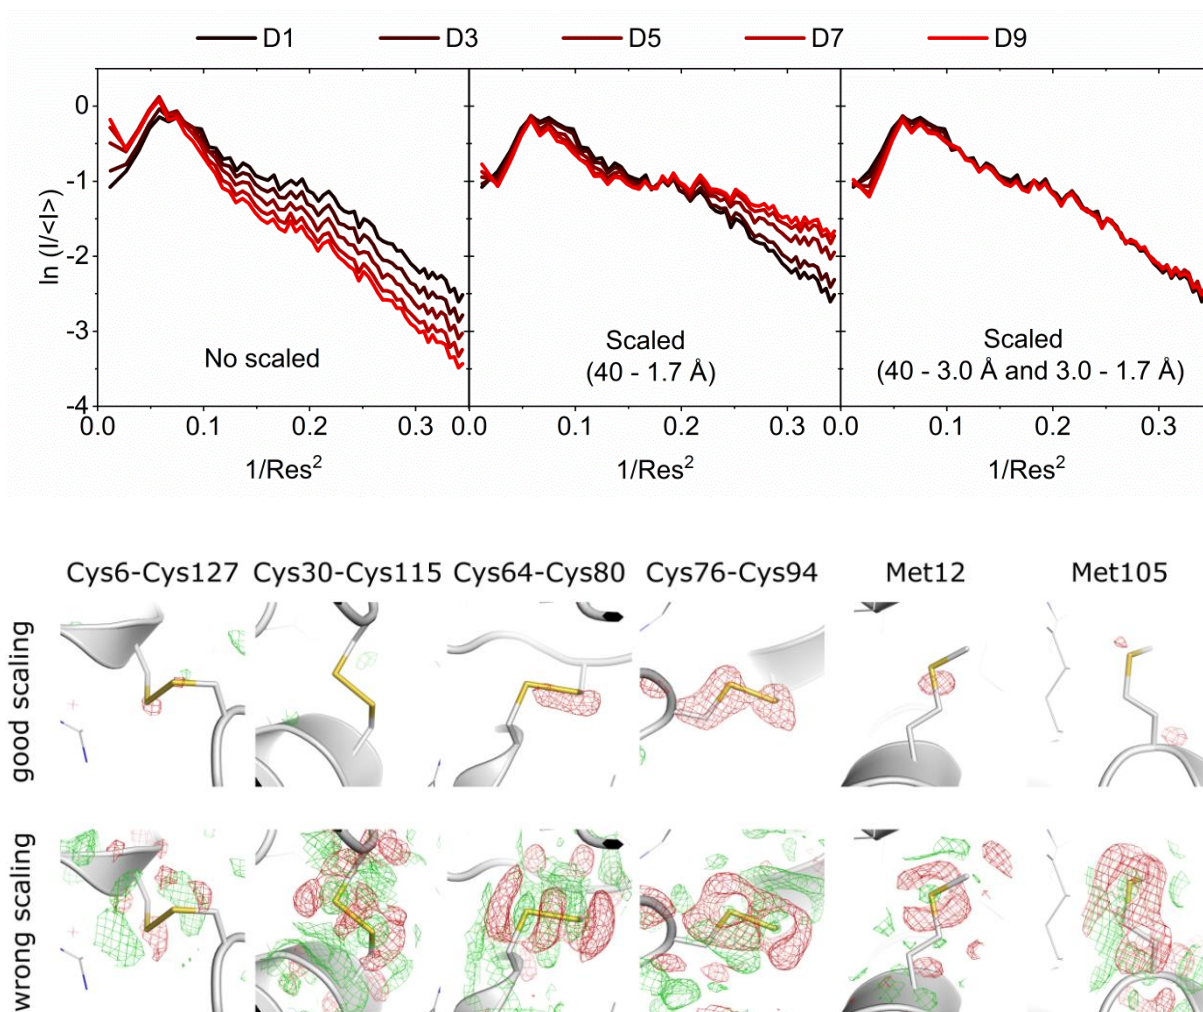 D1 D3 D5 D7 D9
ln (I/<I>)
0
-1
-2
-3
-4
No scaled
Scaled
(40 - 1.7 Å)
Scaled
(40 - 3.0 Å and 3.0 - 1.7 Å)
0.0 0.1 0.2 0.3 0.0 0.1 0.2 0.3 0.0 0.1 0.2 0.3
1/Res² 1/Res² 1/Res²
Cys6-Cys127 Cys30-Cys115 Cys64-Cys80 Cys76-Cys94 Met12 Met105
good scaling
wrong scaling